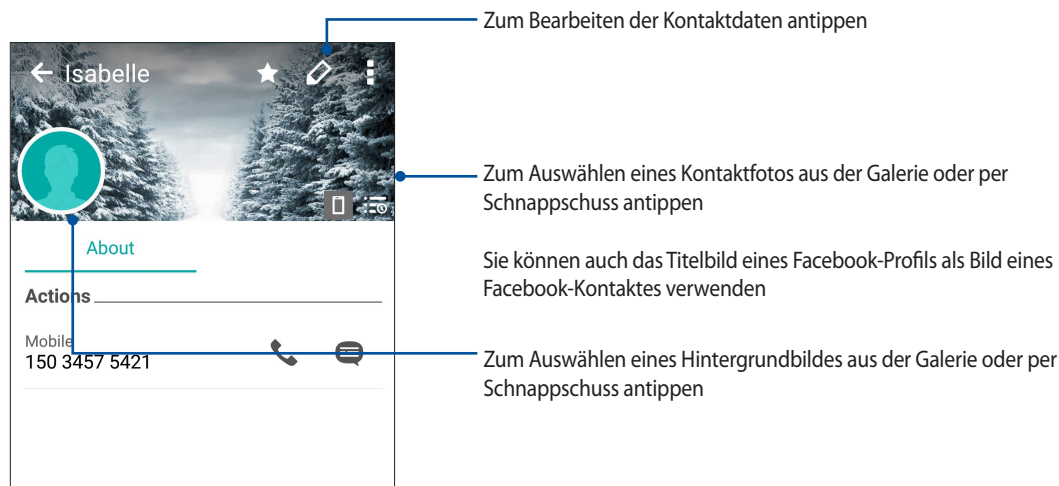 Zum Bearbeiten der Kontaktdaten antippen
Isabelle
Zum Auswählen eines Kontaktfotos aus der Galerie oder per
Schnappschuss antippen
About
Sie können auch das Titelbild eines Facebook-Profils als Bild eines
Facebook-Kontaktes verwenden
Actions
Mobile
150 3457 5421
Zum Auswählen eines Hintergrundbildes aus der Galerie oder per
Schnappschuss antippen